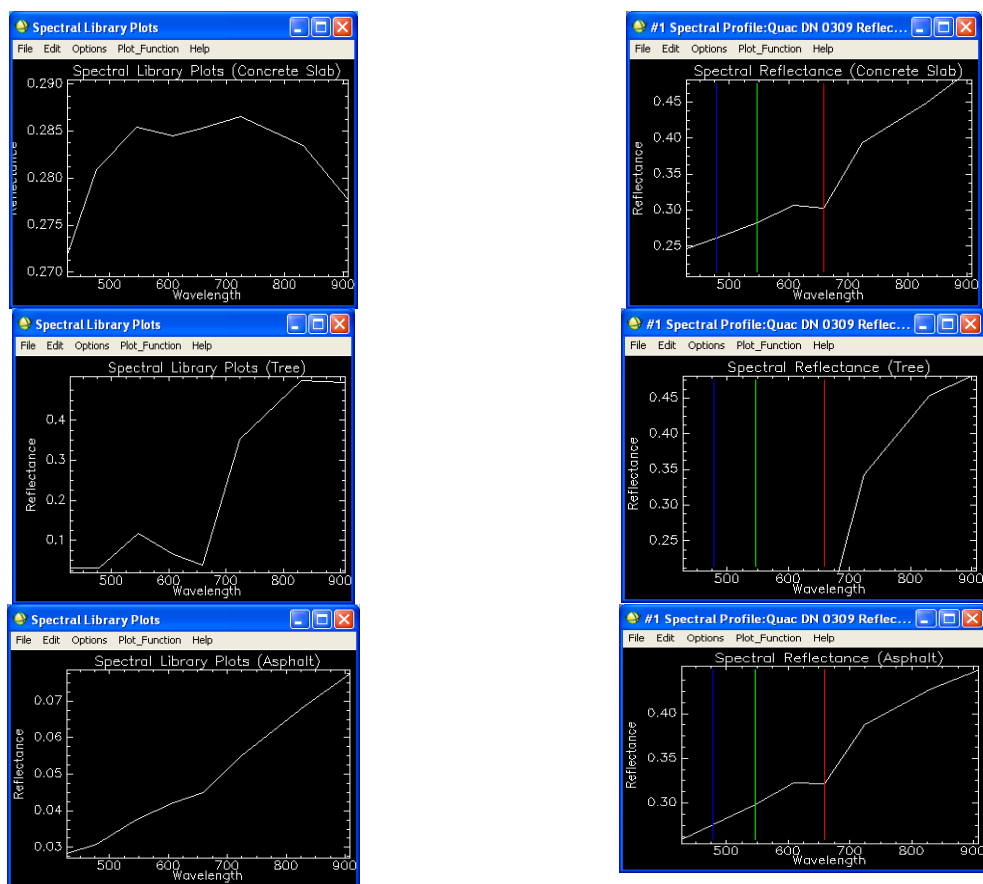 Spectral Library Plots
File Edit Options Plot_Function Help
Spectral Library Plots (Concrete Slab)
0.290
0.285
0.280
0.275
0.270
Reflectance
500 600 700 800 900
Wavelength
#1 Spectral Profile:Quac DN 0309 Reflec...
File Edit Options Plot_Function Help
Spectral Reflectance (Concrete Slab)
0.45
0.40
0.35
0.30
0.25
Reflectance
500 600 700 800 900
Wavelength
Spectral Library Plots
File Edit Options Plot_Function Help
Spectral Library Plots (Tree)
0.4
0.3
0.2
0.1
Reflectance
500 600 700 800 900
Wavelength
#1 Spectral Profile:Quac DN 0309 Reflec...
File Edit Options Plot_Function Help
Spectral Reflectance (Tree)
0.45
0.40
0.35
0.30
0.25
Reflectance
500 600 700 800 900
Wavelength
Spectral Library Plots
File Edit Options Plot_Function Help
Spectral Library Plots (Asphalt)
0.07
0.06
0.05
0.04
0.03
Reflectance
500 600 700 800 900
Wavelength
#1 Spectral Profile:Quac DN 0309 Reflec...
File Edit Options Plot_Function Help
Spectral Reflectance (Asphalt)
0.40
0.35
0.30
Reflectance
500 600 700 800 900
Wavelength